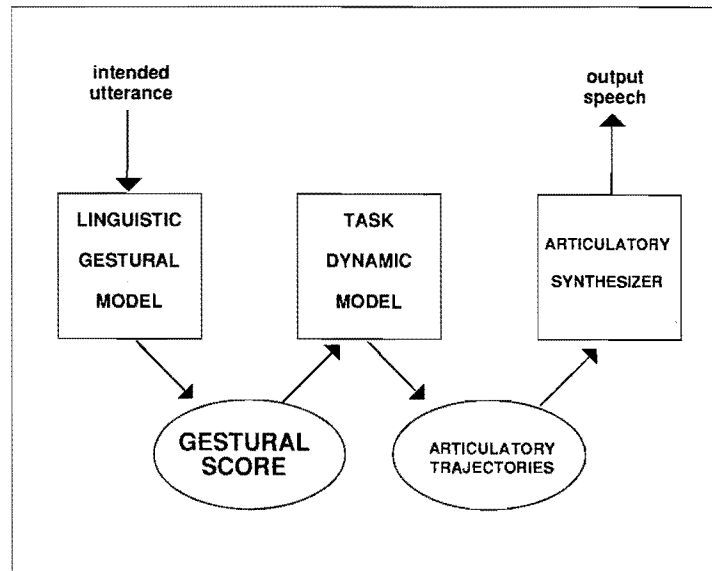 intended
utterance
output
speech
LINGUISTIC
GESTURAL
MODEL
TASK
DYNAMIC
MODEL
ARTICULATORY
SYNTHESIZER
GESTURAL
SCORE
ARTICULATORY
TRAJECTORIES